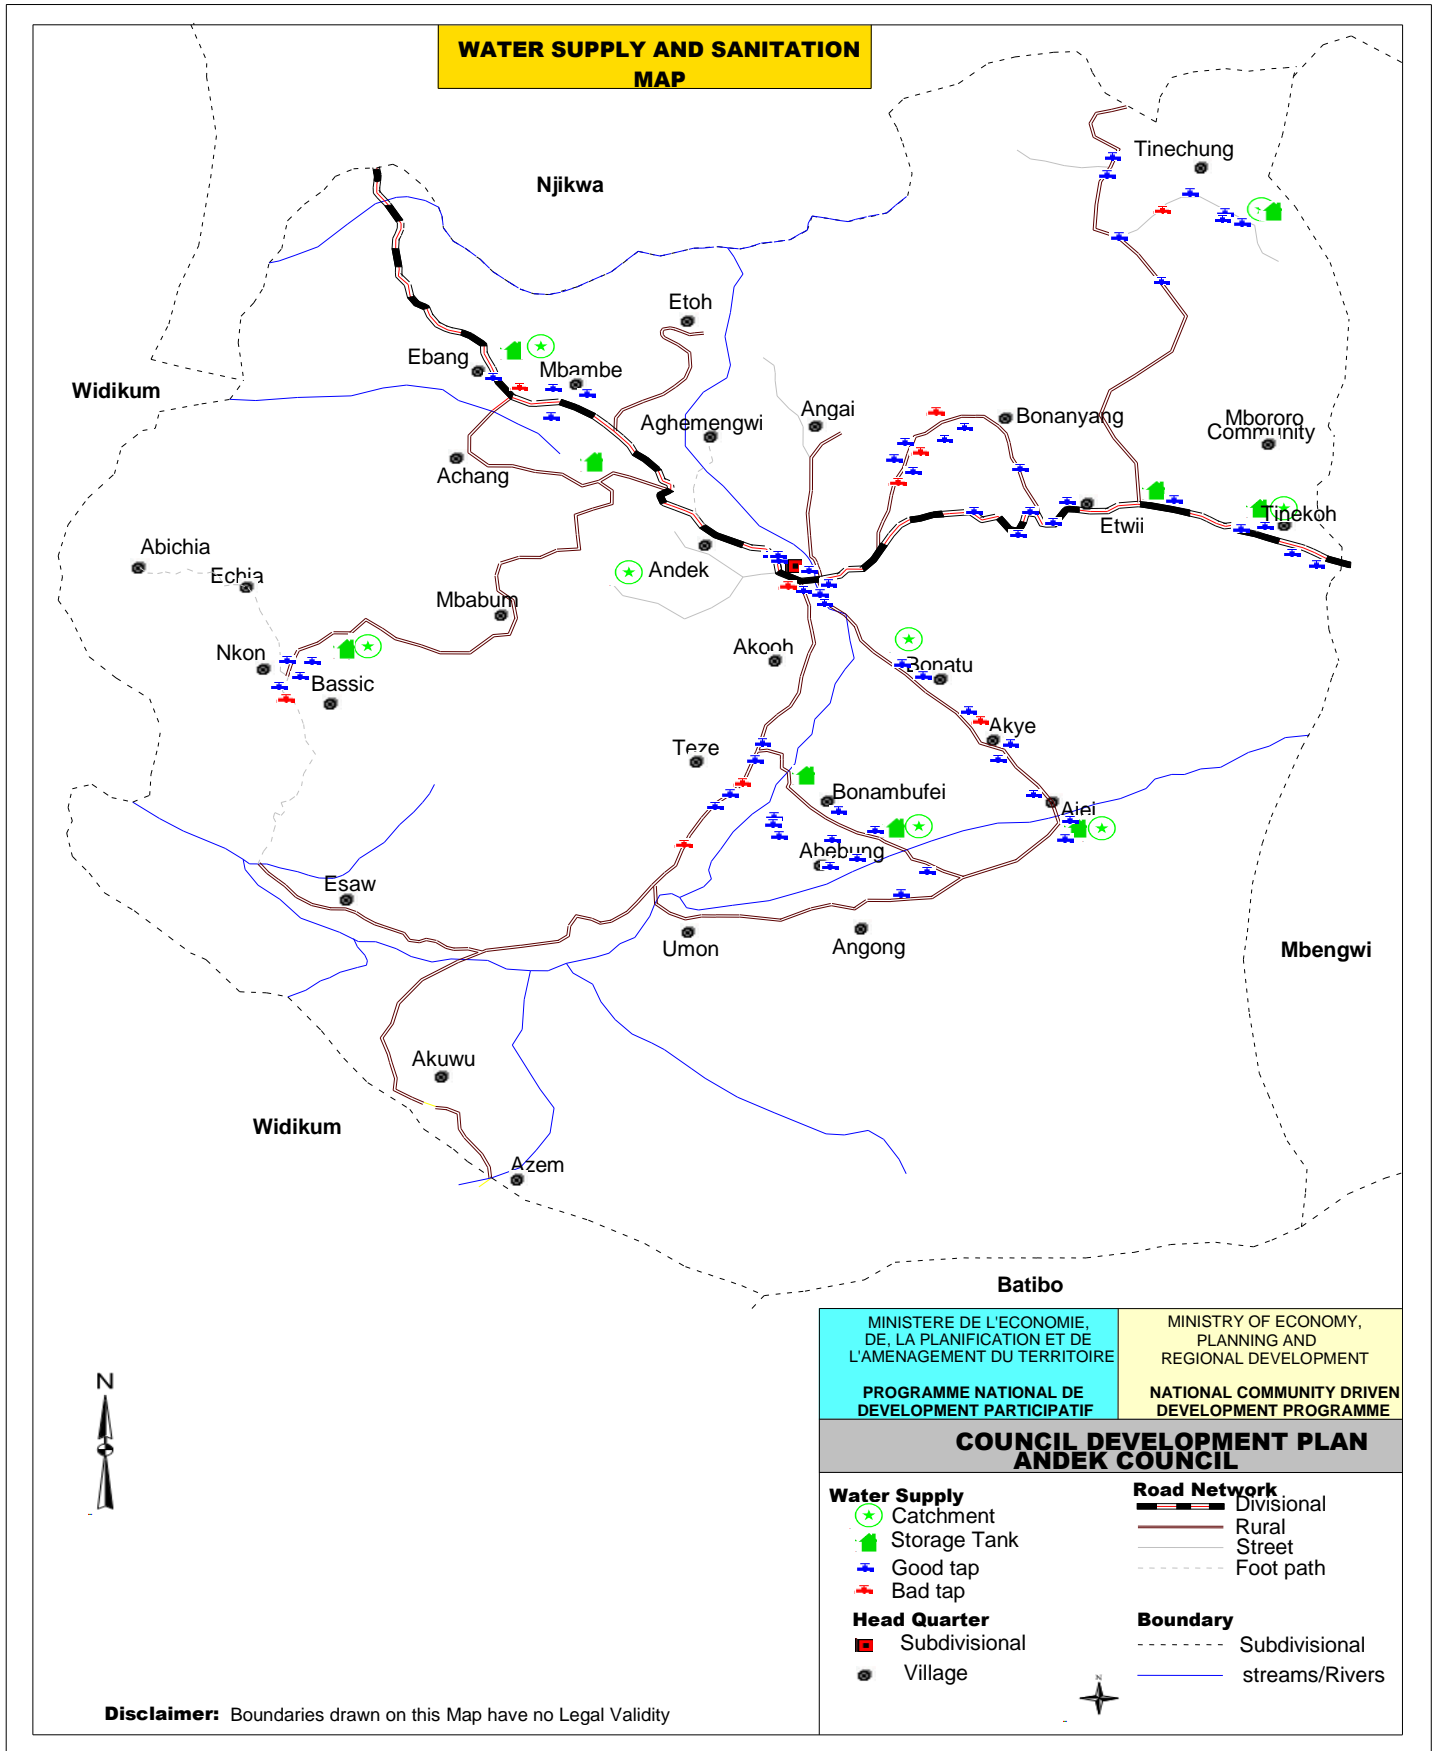 WATER SUPPLY AND SANITATION
MAP
Njikwa
Tinechung
Etoh
Ebang
Mbambe
Widikum
Aghemengwi
Angai
Bonanyang
Mbororo
Community
Achang
Etwii
Tinekoh
Abichia
Echia
Andek
Mbabum
Nkon
Bassic
Akooh
Bonatu
Akye
Teze
Bonambufei
Ajei
Abebung
Esaw
Umon
Angong
Mbengwi
Akuwu
Widikum
Azem
Batibo
MINISTERE DE L'ECONOMIE,
DE, LA PLANIFICATION ET DE
L'AMENAGEMENT DU TERRITOIRE
PROGRAMME NATIONAL DE
DEVELOPMENT PARTICIPATIF
MINISTRY OF ECONOMY,
PLANNING AND
REGIONAL DEVELOPMENT
NATIONAL COMMUNITY DRIVEN
DEVELOPMENT PROGRAMME
COUNCIL DEVELOPMENT PLAN
ANDEK COUNCIL
Water Supply
Catchment
Storage Tank
Good tap
Bad tap
Head Quarter
Subdivisional
Village
Road Network
Divisional
Rural
Street
Foot path
Boundary
Subdivisional
streams/Rivers
N
N
Disclaimer: Boundaries drawn on this Map have no Legal Validity